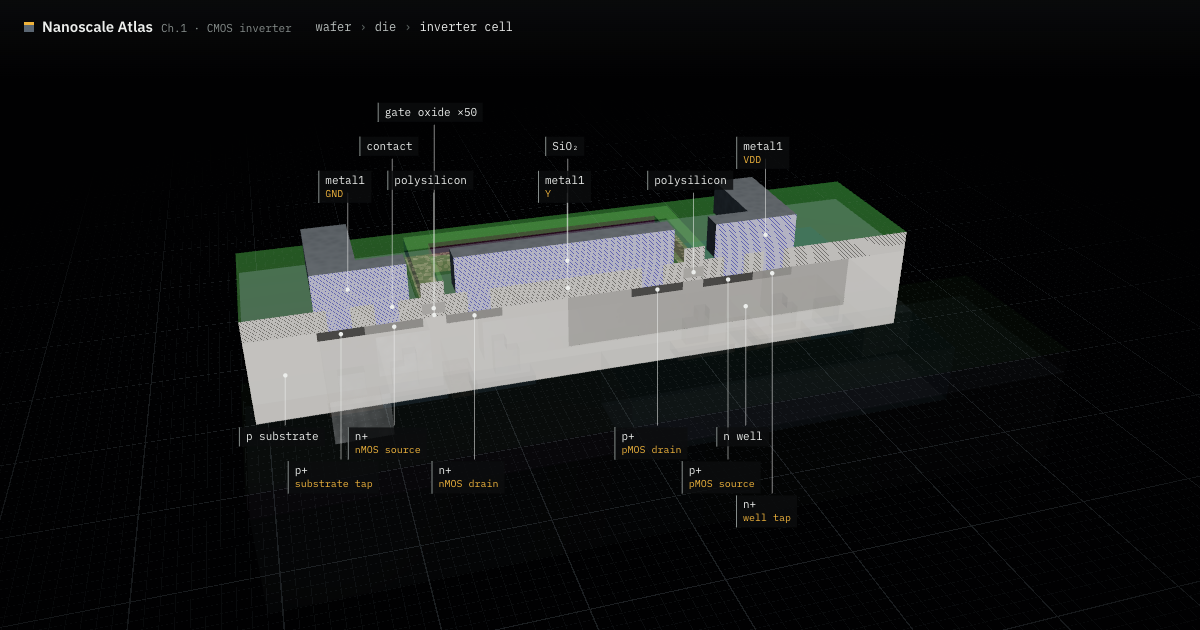 Nanoscale Atlas Ch.1 · CMOS inverter wafer › die › inverter cell
gate oxide ×50
contact
SiO₂
metal1
VDD
metal1
GND
polysilicon
metal1
Y
polysilicon
p substrate
n+
nMOS source
p+
pMOS drain
n well
p+
substrate tap
n+
nMOS drain
p+
pMOS source
n+
well tap